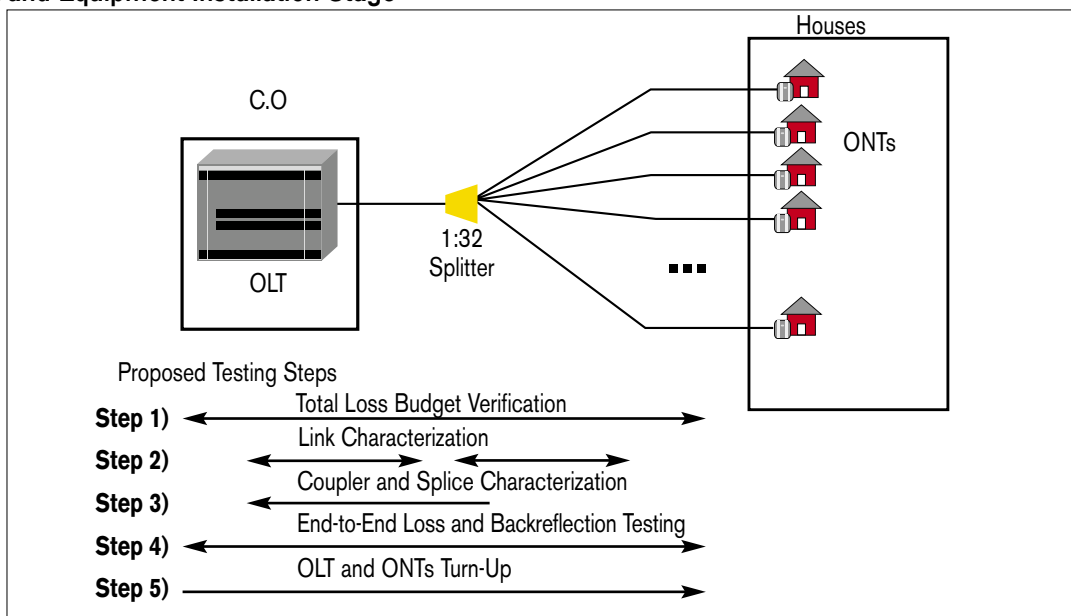 and Equipment Installation Stage
Houses
C.O
ONTs
1:32
Splitter
OLT
Proposed Testing Steps
Step 1) Total Loss Budget Verification
Step 2) Link Characterization
Step 3) Coupler and Splice Characterization
Step 4) End-to-End Loss and Backreflection Testing
Step 5) OLT and ONTs Turn-Up